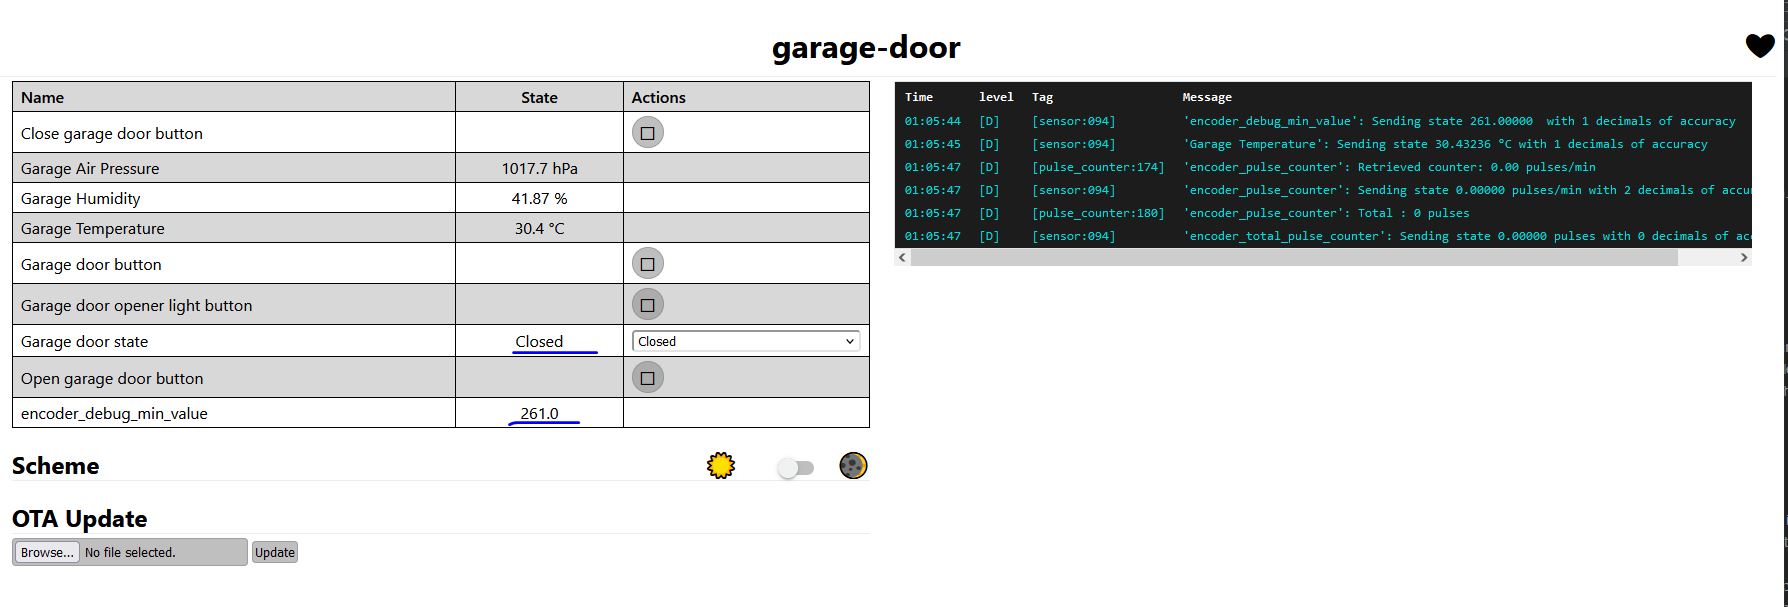 garage-door
Name State Actions
Close garage door button
Garage Air Pressure 1017.7 hPa
Garage Humidity 41.87 %
Garage Temperature 30.4 °C
Garage door button
Garage door opener light button
Garage door state Closed Closed
Open garage door button
encoder_debug_min_value 261.0
Scheme
OTA Update
Browse... No file selected. Update
Time level Tag Message
01:05:44 [D] [sensor:094] 'encoder_debug_min_value': Sending state 261.00000 with 1 decimals of accuracy
01:05:45 [D] [sensor:094] 'Garage Temperature': Sending state 30.43236 °C with 1 decimals of accuracy
01:05:47 [D] [pulse_counter:174] 'encoder_pulse_counter': Retrieved counter: 0.00 pulses/min
01:05:47 [D] [sensor:094] 'encoder_pulse_counter': Sending state 0.00000 pulses/min with 2 decimals of
01:05:47 [D] [pulse_counter:180] 'encoder_pulse_counter': Total : 0 pulses
01:05:47 [D] [sensor:094] 'encoder_total_pulse_counter': Sending state 0.00000 pulses with 0 decimals of